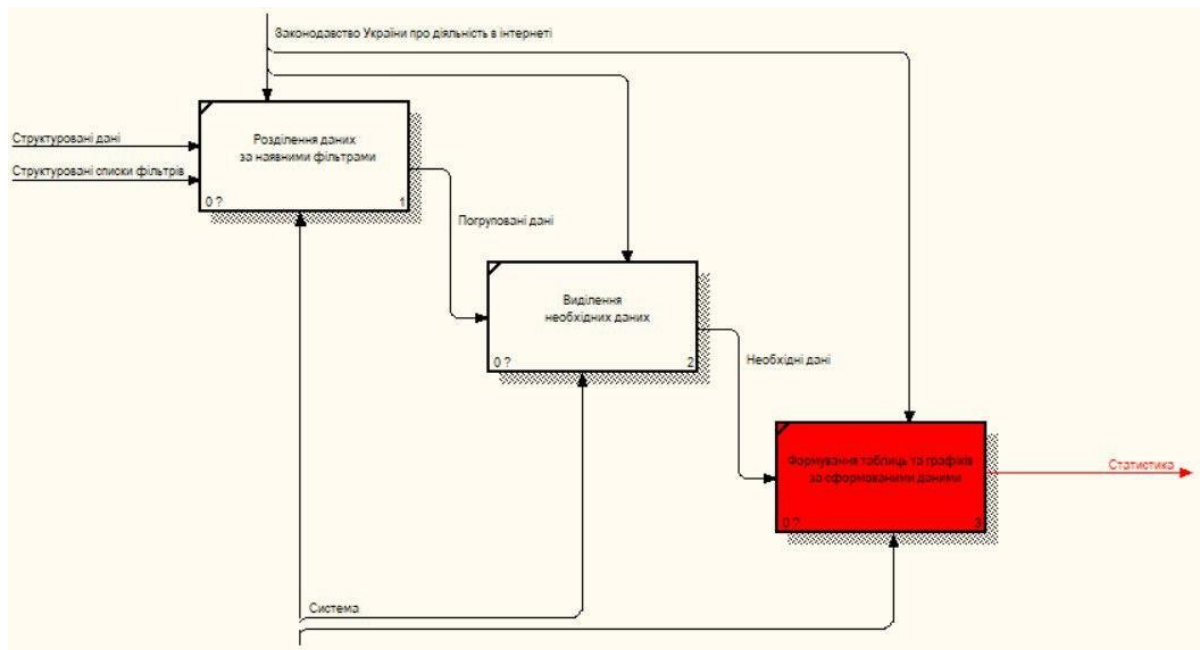 Законодавство України про діяльність в інтернеті
Структуровані дані
Структуровані списки фільтрів
Розділення даних
за наявними фільтрами
0 ?
1
Погруповані дані
Виділення
необхідних даних
0 ?
2
Необхідні дані
Формування таблиць та графіків
за сформованими даними
0 ?
3
Статистика
Система